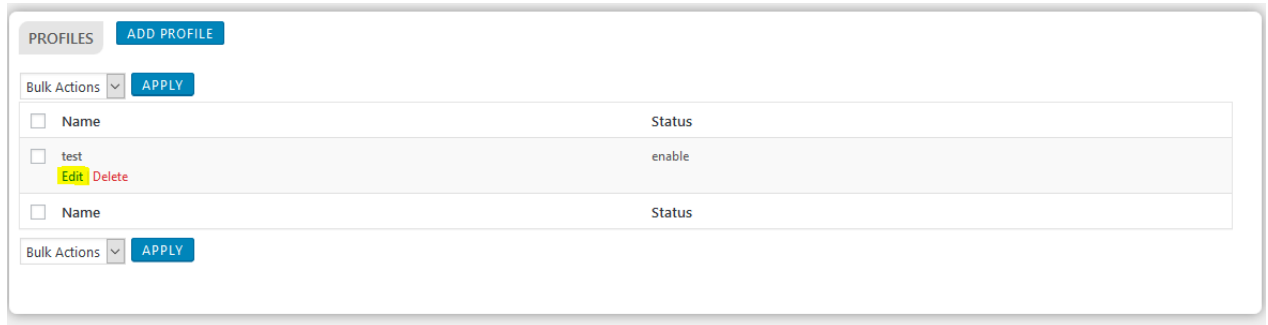 PROFILES ADD PROFILE
Bulk Actions APPLY
Name Status
test enable
Edit Delete
Name Status
Bulk Actions APPLY